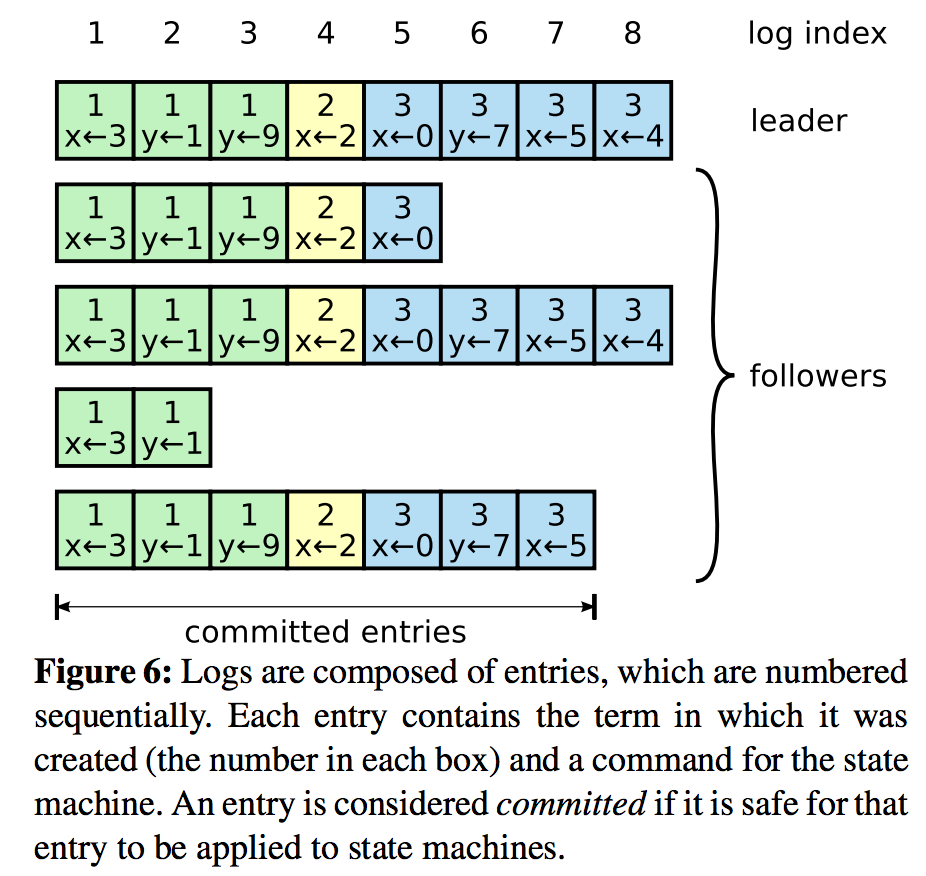 1 2 3 4 5 6 7 8 log index
1 1 1 2 3 3 3 3
x←3 y←1 y←9 x←2 x←0 y←7 x←5 x←4
leader
1 1 1 2 3
x←3 y←1 y←9 x←2 x←0
1 1 1 2 3 3 3 3
x←3 y←1 y←9 x←2 x←0 y←7 x←5 x←4
followers
1 1
x←3 y←1
1 1 1 2 3 3 3
x←3 y←1 y←9 x←2 x←0 y←7 x←5
committed entries
Figure 6: Logs are composed of entries, which are numbered
sequentially. Each entry contains the term in which it was
created (the number in each box) and a command for the state
machine. An entry is considered committed if it is safe for that
entry to be applied to state machines.